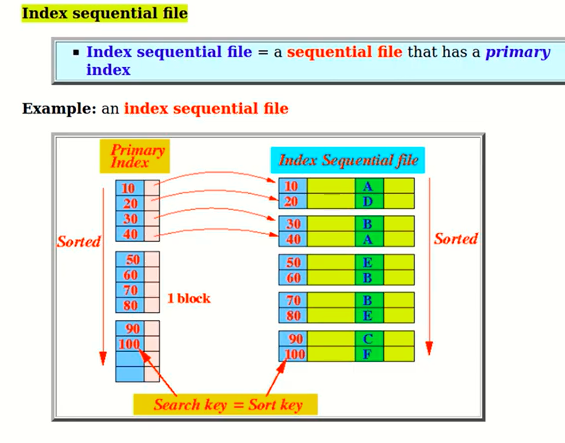 Index sequential file
▪ Index sequential file = a sequential file that has a primary
index
Example: an index sequential file
Primary
Index
Index Sequential file
10
20
30
40
50
60
70
80
90
100
Sorted
1 block
10 A
20 D
30 B
40 A
50 E
60 B
70 B
80 E
90 C
100 F
Sorted
Search key = Sort key